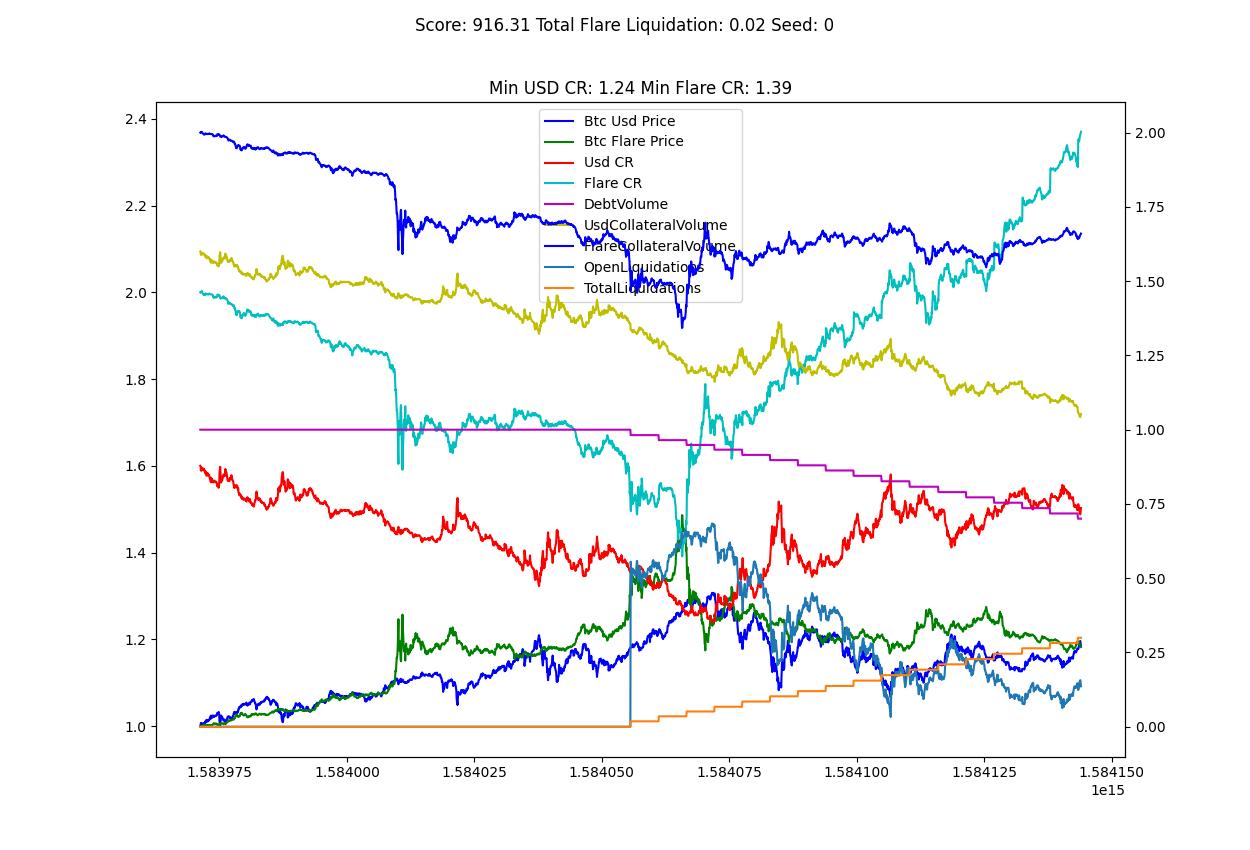 Score: 916.31 Total Flare Liquidation: 0.02 Seed: 0
Min USD CR: 1.24 Min Flare CR: 1.39
2.4
2.2
2.0
1.8
1.6
1.4
1.2
1.0
Btc Usd Price
Btc Flare Price
Usd CR
Flare CR
DebtVolume
UsdCollateralVolume
FlareCollateralVolume
OpenLiquidations
TotalLiquidations
2.00
1.75
1.50
1.25
1.00
0.75
0.50
0.25
0.00
1.583975 1.584000 1.584025 1.584050 1.584075 1.584100 1.584125 1.584150
1e15